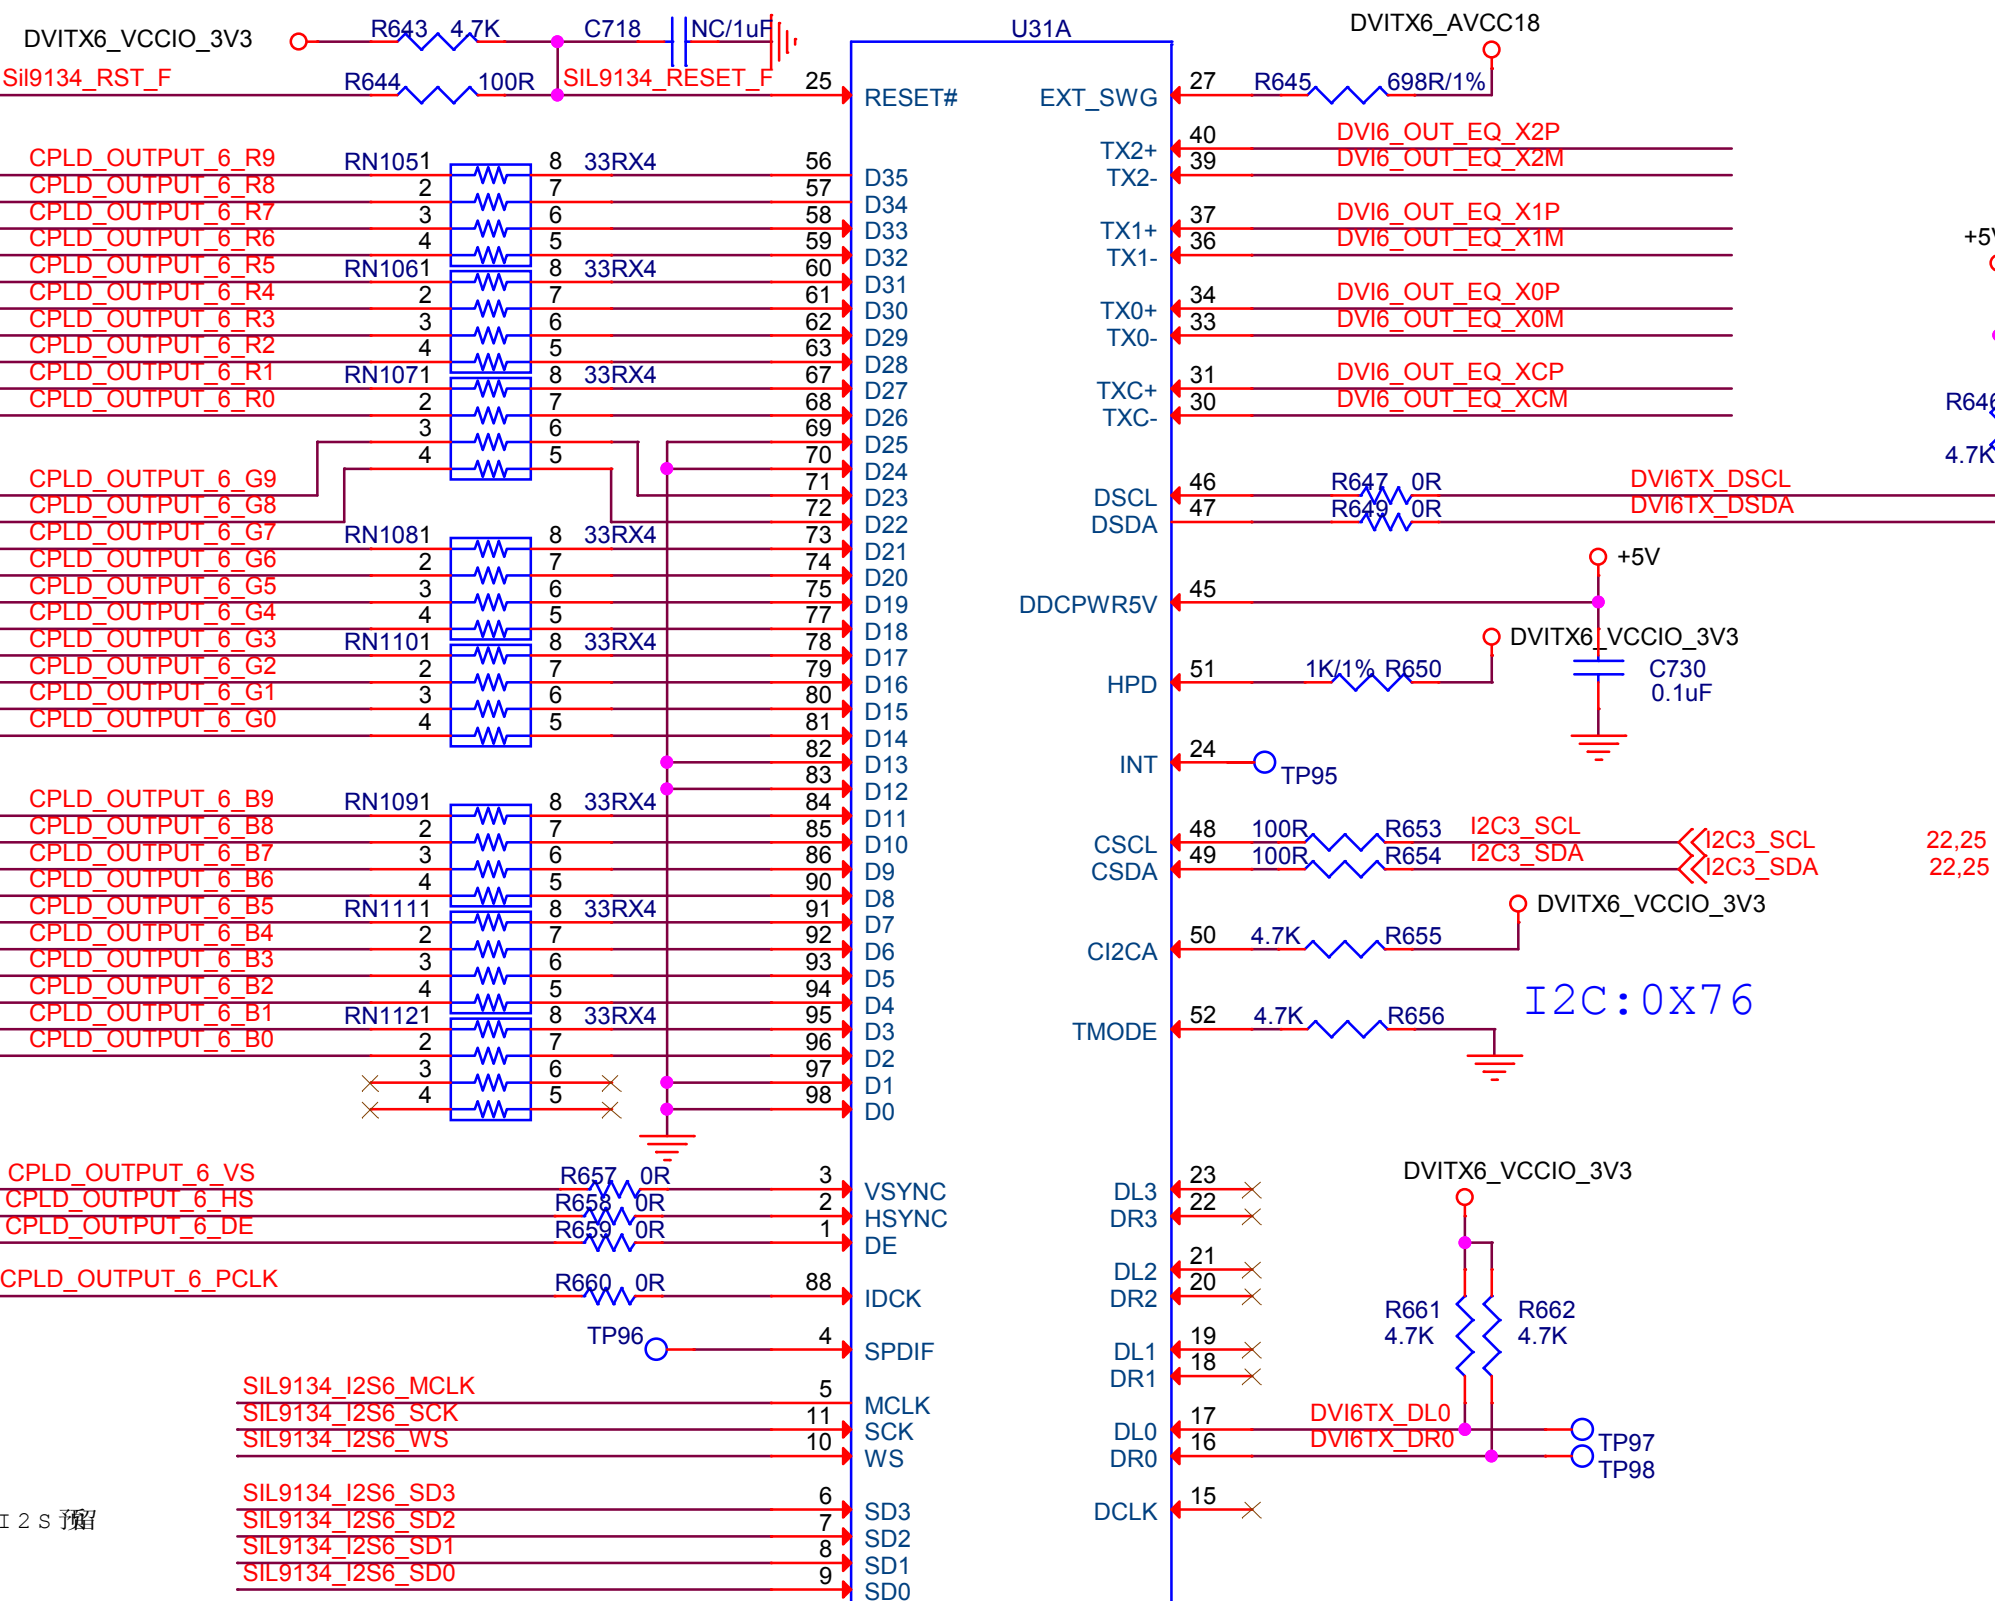 DVITX6_VCCIO_3V3 R643 4.7K C718 NC/1uF U31A DVITX6_AVCC18
Sil9134_RST_F R644 100R SIL9134_RESET_F 25 RESET# EXT_SWG 27 R645 698R/1%
TX2+ 40 DVI6_OUT_EQ_X2P
CPLD_OUTPUT_6_R9 RN1051 8 33RX4 56 D35 TX2- 39 DVI6_OUT_EQ_X2M
CPLD_OUTPUT_6_R8 2 7 57 D34
CPLD_OUTPUT_6_R7 3 6 58 D33 TX1+ 37 DVI6_OUT_EQ_X1P
CPLD_OUTPUT_6_R6 4 5 59 D32 TX1- 36 DVI6_OUT_EQ_X1M +5V
CPLD_OUTPUT_6_R5 RN1061 8 33RX4 60 D31
CPLD_OUTPUT_6_R4 2 7 61 D30 TX0+ 34 DVI6_OUT_EQ_X0P
CPLD_OUTPUT_6_R3 3 6 62 D29 TX0- 33 DVI6_OUT_EQ_X0M
CPLD_OUTPUT_6_R2 4 5 63 D28
CPLD_OUTPUT_6_R1 RN1071 8 33RX4 67 D27 TXC+ 31 DVI6_OUT_EQ_XCP
CPLD_OUTPUT_6_R0 2 7 68 D26 TXC- 30 DVI6_OUT_EQ_XCM R646
3 6 69 D25
4 5 70 D24 4.7K
CPLD_OUTPUT_6_G9 71 D23 DSCL 46 R647 0R DVI6TX_DSCL
CPLD_OUTPUT_6_G8 72 D22 DSDA 47 R649 0R DVI6TX_DSDA
CPLD_OUTPUT_6_G7 RN1081 8 33RX4 73 D21 +5V
CPLD_OUTPUT_6_G6 2 7 74 D20
CPLD_OUTPUT_6_G5 3 6 75 D19 DDCPWR5V 45
CPLD_OUTPUT_6_G4 4 5 77 D18
CPLD_OUTPUT_6_G3 RN1101 8 33RX4 78 D17 DVITX6_VCCIO_3V3
CPLD_OUTPUT_6_G2 2 7 79 D16 HPD 51 1K/1% R650 C730
CPLD_OUTPUT_6_G1 3 6 80 D15 0.1uF
CPLD_OUTPUT_6_G0 4 5 81 D14
82 D13 INT 24 TP95
83 D12
CPLD_OUTPUT_6_B9 RN1091 8 33RX4 84 D11
CPLD_OUTPUT_6_B8 2 7 85 D10 CSCL 48 100R R653 I2C3_SCL I2C3_SCL 22,25
CPLD_OUTPUT_6_B7 3 6 86 D9 CSDA 49 100R R654 I2C3_SDA I2C3_SDA 22,25
CPLD_OUTPUT_6_B6 4 5 90 D8 DVITX6_VCCIO_3V3
CPLD_OUTPUT_6_B5 RN1111 8 33RX4 91 D7
CPLD_OUTPUT_6_B4 2 7 92 D6 CI2CA 50 4.7K R655
CPLD_OUTPUT_6_B3 3 6 93 D5
CPLD_OUTPUT_6_B2 4 5 94 D4 I2C:0X76
CPLD_OUTPUT_6_B1 RN1121 8 33RX4 95 D3 TMODE 52 4.7K R656
CPLD_OUTPUT_6_B0 2 7 96 D2
3 6 97 D1
4 5 98 D0
CPLD_OUTPUT_6_VS R657 0R 3 VSYNC DL3 23 DVITX6_VCCIO_3V3
CPLD_OUTPUT_6_HS R658 0R 2 HSYNC DR3 22
CPLD_OUTPUT_6_DE R659 0R 1 DE
DL2 21
CPLD_OUTPUT_6_PCLK R660 0R 88 IDCK DR2 20
R661 R662
TP96 4 SPDIF DL1 19 4.7K 4.7K
DR1 18
SIL9134_I2S6_MCLK 5 MCLK
SIL9134_I2S6_SCK 11 SCK DL0 17 DVI6TX_DL0 TP97
SIL9134_I2S6_WS 10 WS DR0 16 DVI6TX_DR0 TP98
SIL9134_I2S6_SD3 6 SD3 DCLK 15
I2S预留
SIL9134_I2S6_SD2 7 SD2
SIL9134_I2S6_SD1 8 SD1
SIL9134_I2S6_SD0 9 SD0